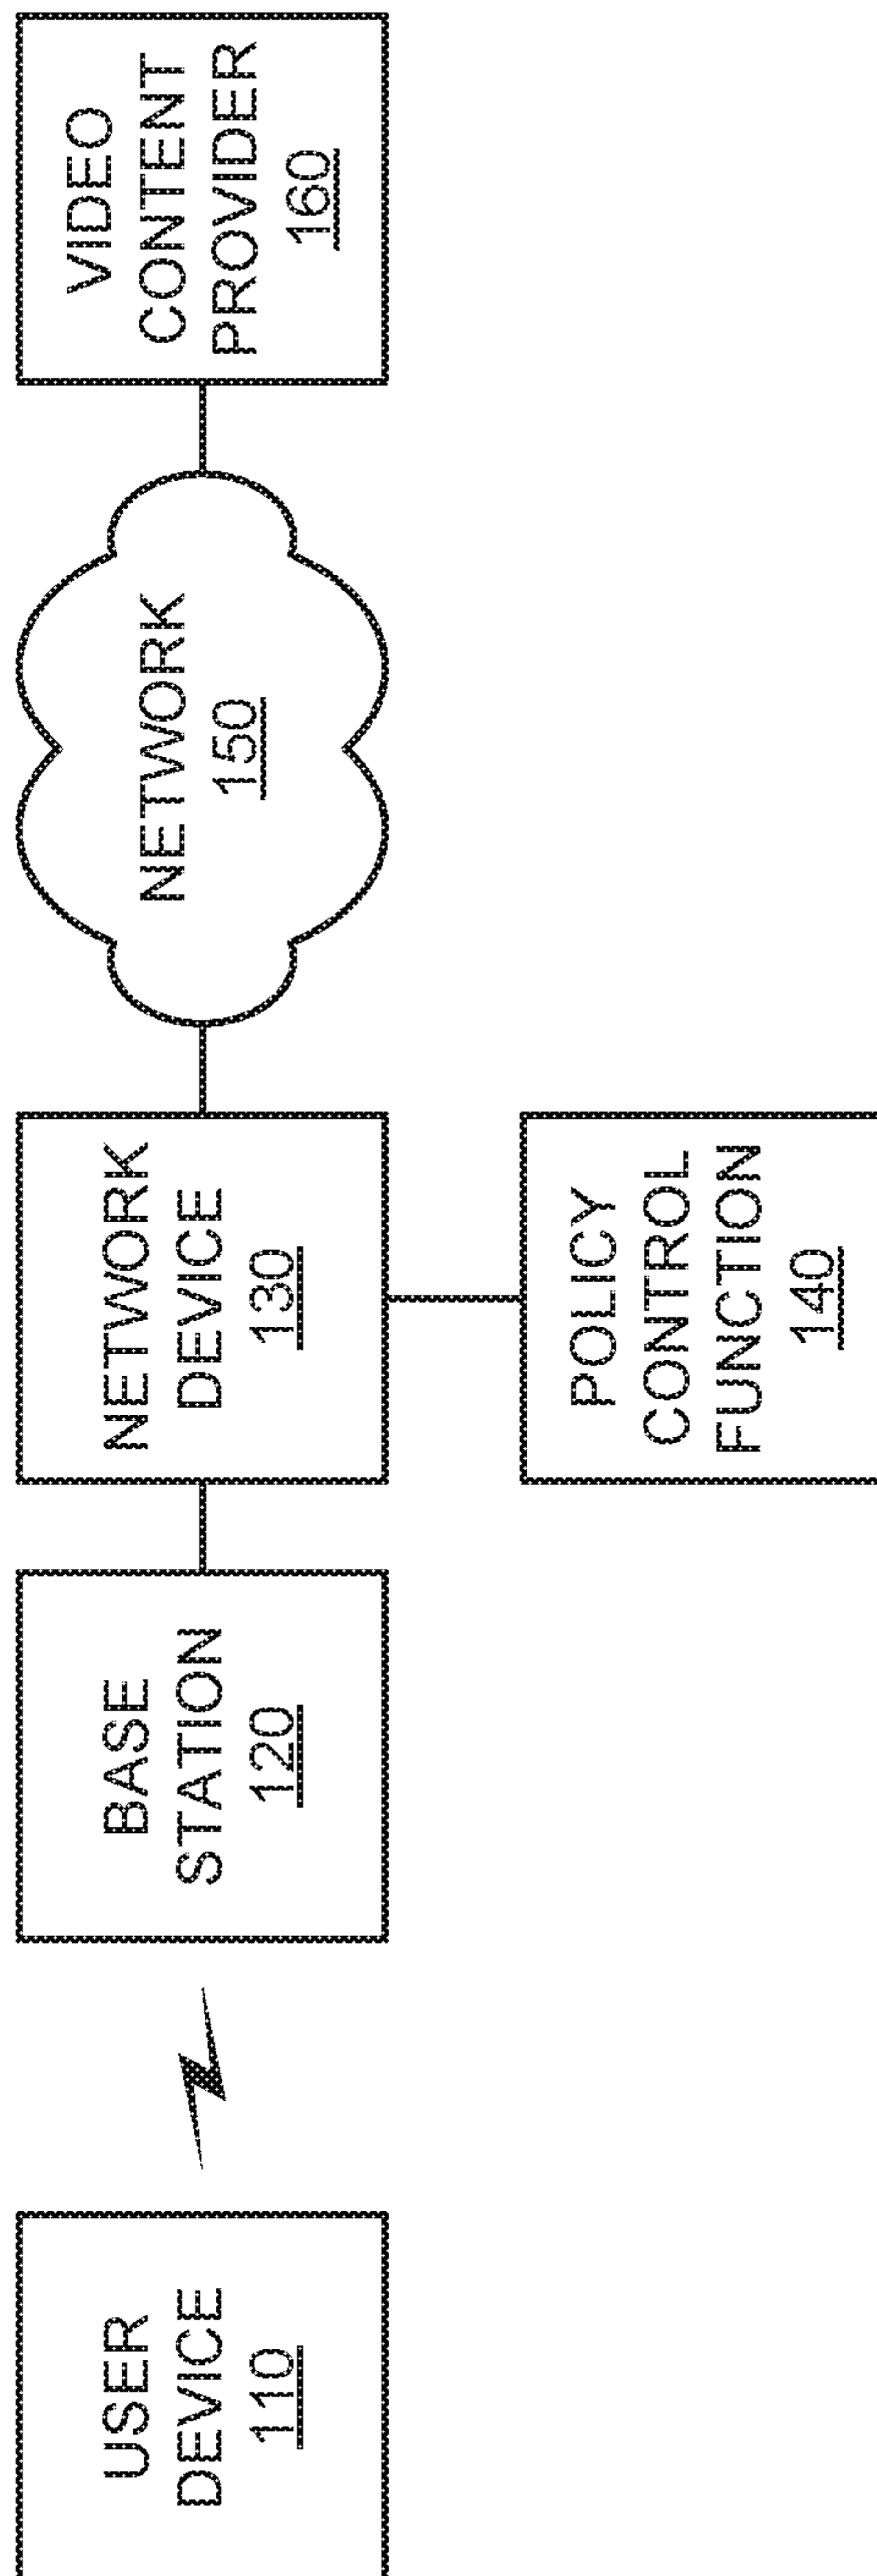 USER
DEVICE
110
BASE
STATION
120
NETWORK
DEVICE
130
POLICY
CONTROL
FUNCTION
140
NETWORK
150
VIDEO
CONTENT
PROVIDER
160